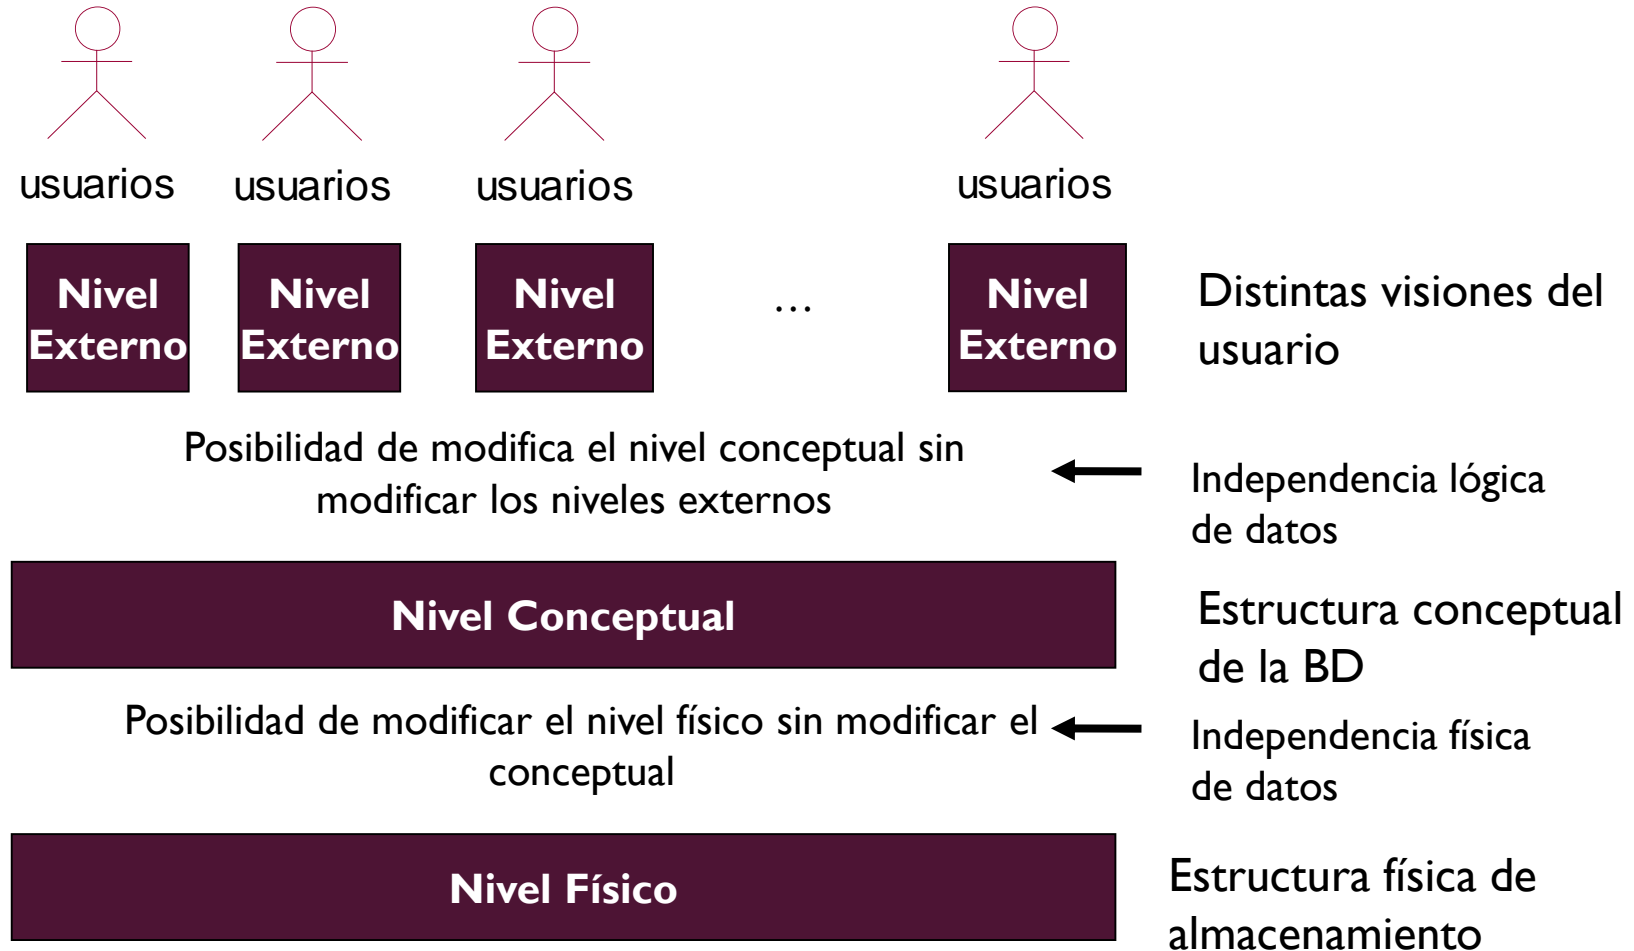 usuarios
usuarios
usuarios
usuarios
Nivel
Externo
Nivel
Externo
Nivel
Externo
…
Nivel
Externo
Distintas visiones del
usuario
Posibilidad de modifica el nivel conceptual sin
modificar los niveles externos
Independencia lógica
de datos
Nivel Conceptual
Estructura conceptual
de la BD
Posibilidad de modificar el nivel físico sin modificar el
conceptual
Independencia física
de datos
Nivel Físico
Estructura física de
almacenamiento